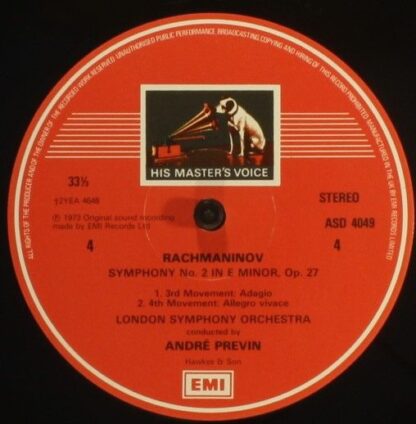 ALL RIGHTS OF THE PRODUCER AND OF THE OWNER OF THE RECORDED WORK RESERVED. UNAUTHORISED PUBLIC PERFORMANCE BROADCASTING COPYING AND HIRING OF THIS RECORD PROHIBITED. MANUFACTURED IN THE UK BY EMI RECORDS LIMITED
HIS MASTER'S VOICE
33⅓
STEREO
†2YEA 4648
ASD 4049
℗ 1973 Original sound recording
made by EMI Records Ltd
4
4
RACHMANINOV
SYMPHONY No. 2 IN E MINOR, Op. 27
1. 3rd Movement: Adagio
2. 4th Movement: Allegro vivace
LONDON SYMPHONY ORCHESTRA
conducted by
ANDRÉ PREVIN
Hawkes & Son
EMI